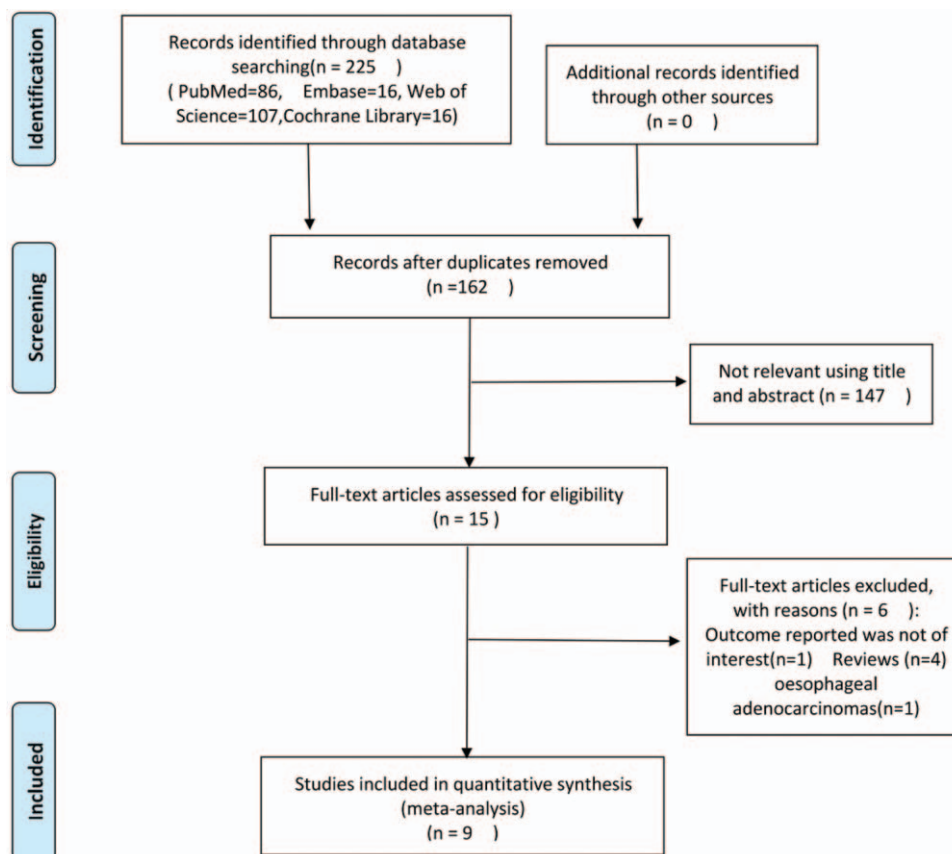 Identification
Records identified through database
searching(n = 225    )
( PubMed=86,    Embase=16, Web of
Science=107,Cochrane Library=16)
Additional records identified
through other sources
(n = 0    )
Screening
Records after duplicates removed
(n =162    )
Not relevant using title
and abstract (n = 147    )
Eligibility
Full-text articles assessed for eligibility
(n = 15 )
Full-text articles excluded,
with reasons (n = 6    ):
Outcome reported was not of
interest(n=1)    Reviews (n=4)
oesophageal
adenocarcinomas(n=1)
Included
Studies included in quantitative synthesis
(meta-analysis)
(n = 9    )